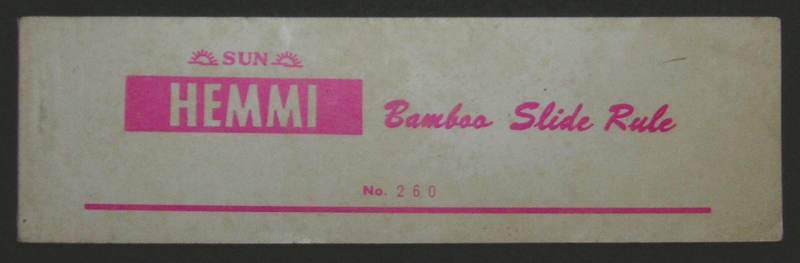 SUN
HEMMI Bamboo Slide Rule
No. 260